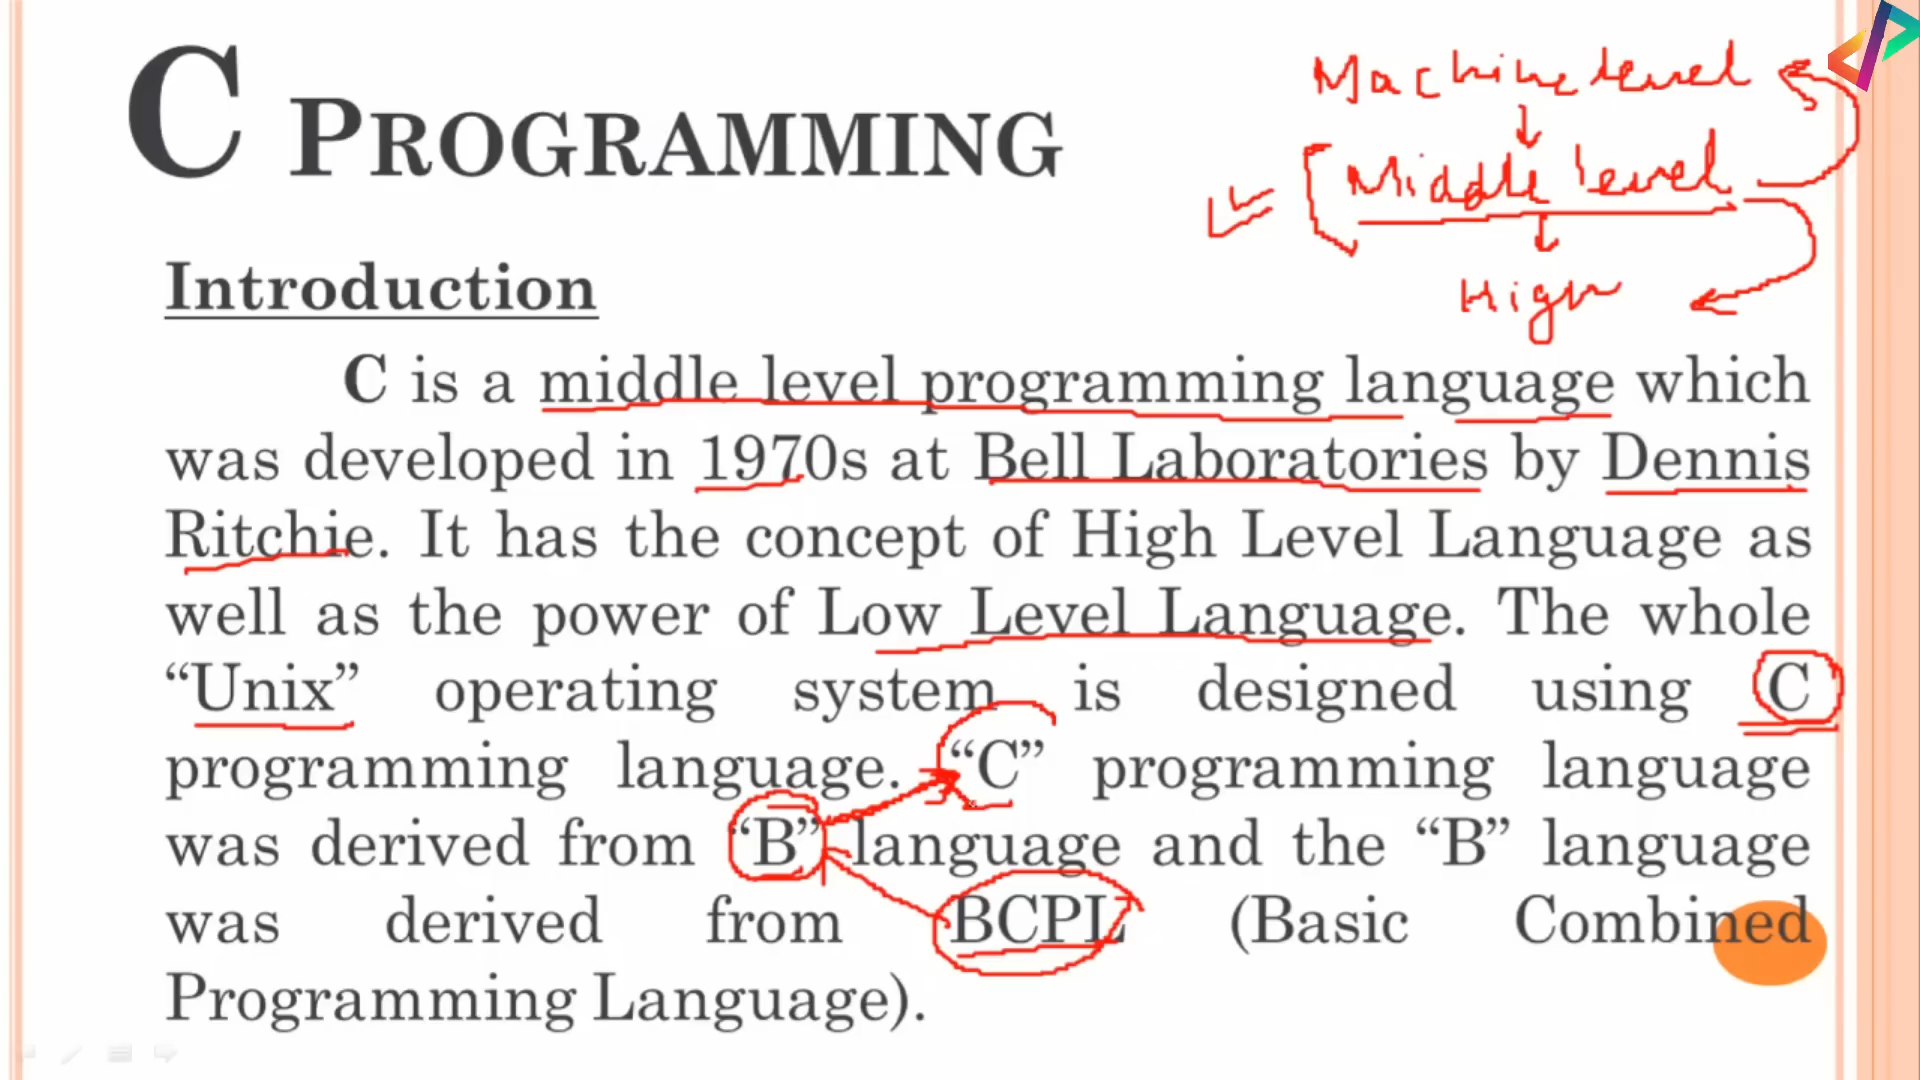 C PROGRAMMING
Machine level
Middle level
High
Introduction
C is a middle level programming language which
was developed in 1970s at Bell Laboratories by Dennis
Ritchie. It has the concept of High Level Language as
well as the power of Low Level Language. The whole
“Unix” operating system is designed using C
programming language. “C” programming language
was derived from “B” language and the “B” language
was derived from BCPL (Basic Combined
Programming Language).